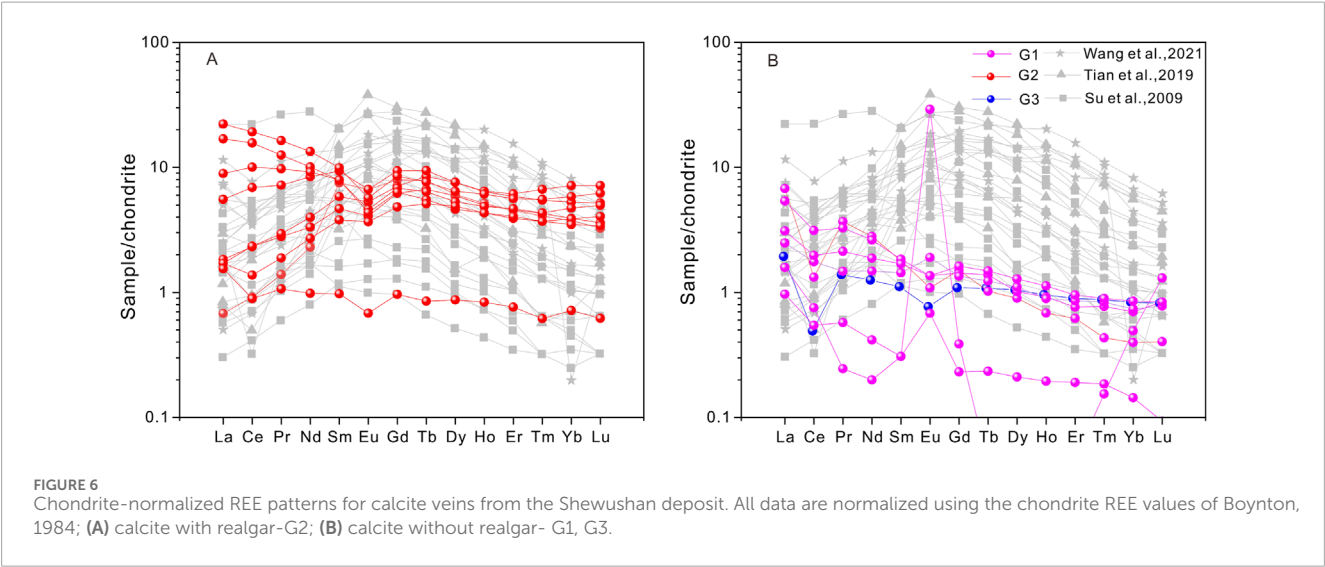 100
10
1
0.1
Sample/chondrite
A
La Ce Pr Nd Sm Eu Gd Tb Dy Ho Er Tm Yb Lu
100
10
1
0.1
Sample/chondrite
B
G1 Wang et al.,2021
G2 Tian et al.,2019
G3 Su et al.,2009
La Ce Pr Nd Sm Eu Gd Tb Dy Ho Er Tm Yb Lu
FIGURE 6
Chondrite-normalized REE patterns for calcite veins from the Shewushan deposit. All data are normalized using the chondrite REE values of Boynton,
1984; (A) calcite with realgar-G2; (B) calcite without realgar- G1, G3.